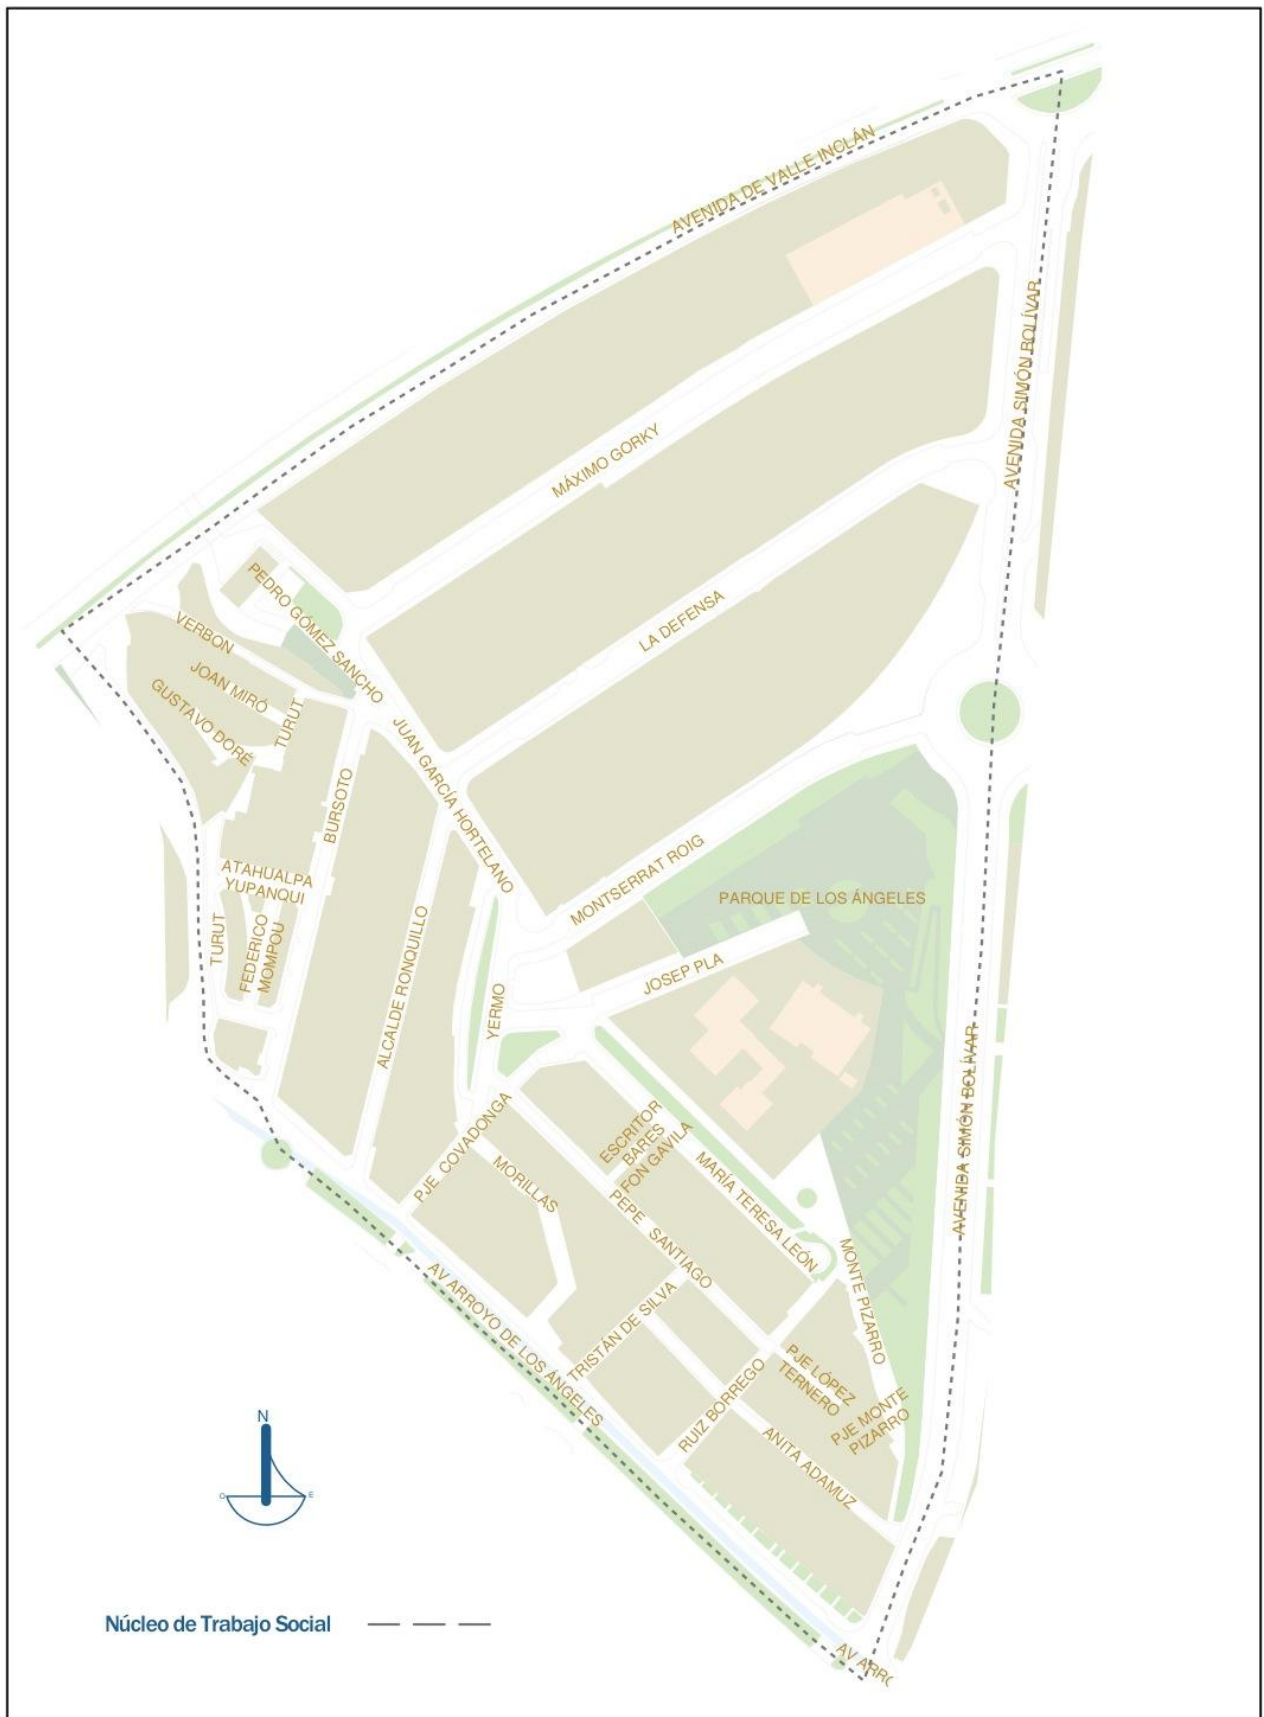 AVENIDA DE VALLE INCLÁN
AVENIDA SIMÓN BOLÍVAR
MÁXIMO GORKY
PEDRO GÓMEZ SANCHO
LA DEFENSA
VERBON
JOAN MIRÓ
GUSTAVO DORÉ
TURUT
JUAN GARCÍA HORTELANO
BURSOTO
MONTSERRAT ROIG
ATAHUALPA
YUPANQUI
PARQUE DE LOS ÁNGELES
TURUT
FEDERICO
MOMPOU
ALCALDE RONQUILLO
JOSEP PLA
YERMO
AVENIDA SIMÓN BOLÍVAR
PJE COVADONGA
ESCRITOR
BARES
FON GAVILA
MORILLAS
MARÍA TERESA LEÓN
PEPE SANTIAGO
MONTE PIZARRO
AV ARROYO DE LOS ÁNGELES
TRISTÁN DE SILVA
PJE LÓPEZ
TERNERO
RUIZ BORREGO
PJE MONTE
PIZARRO
ANITA ADAMUZ
N
O
E
Núcleo de Trabajo Social
AV ARRO